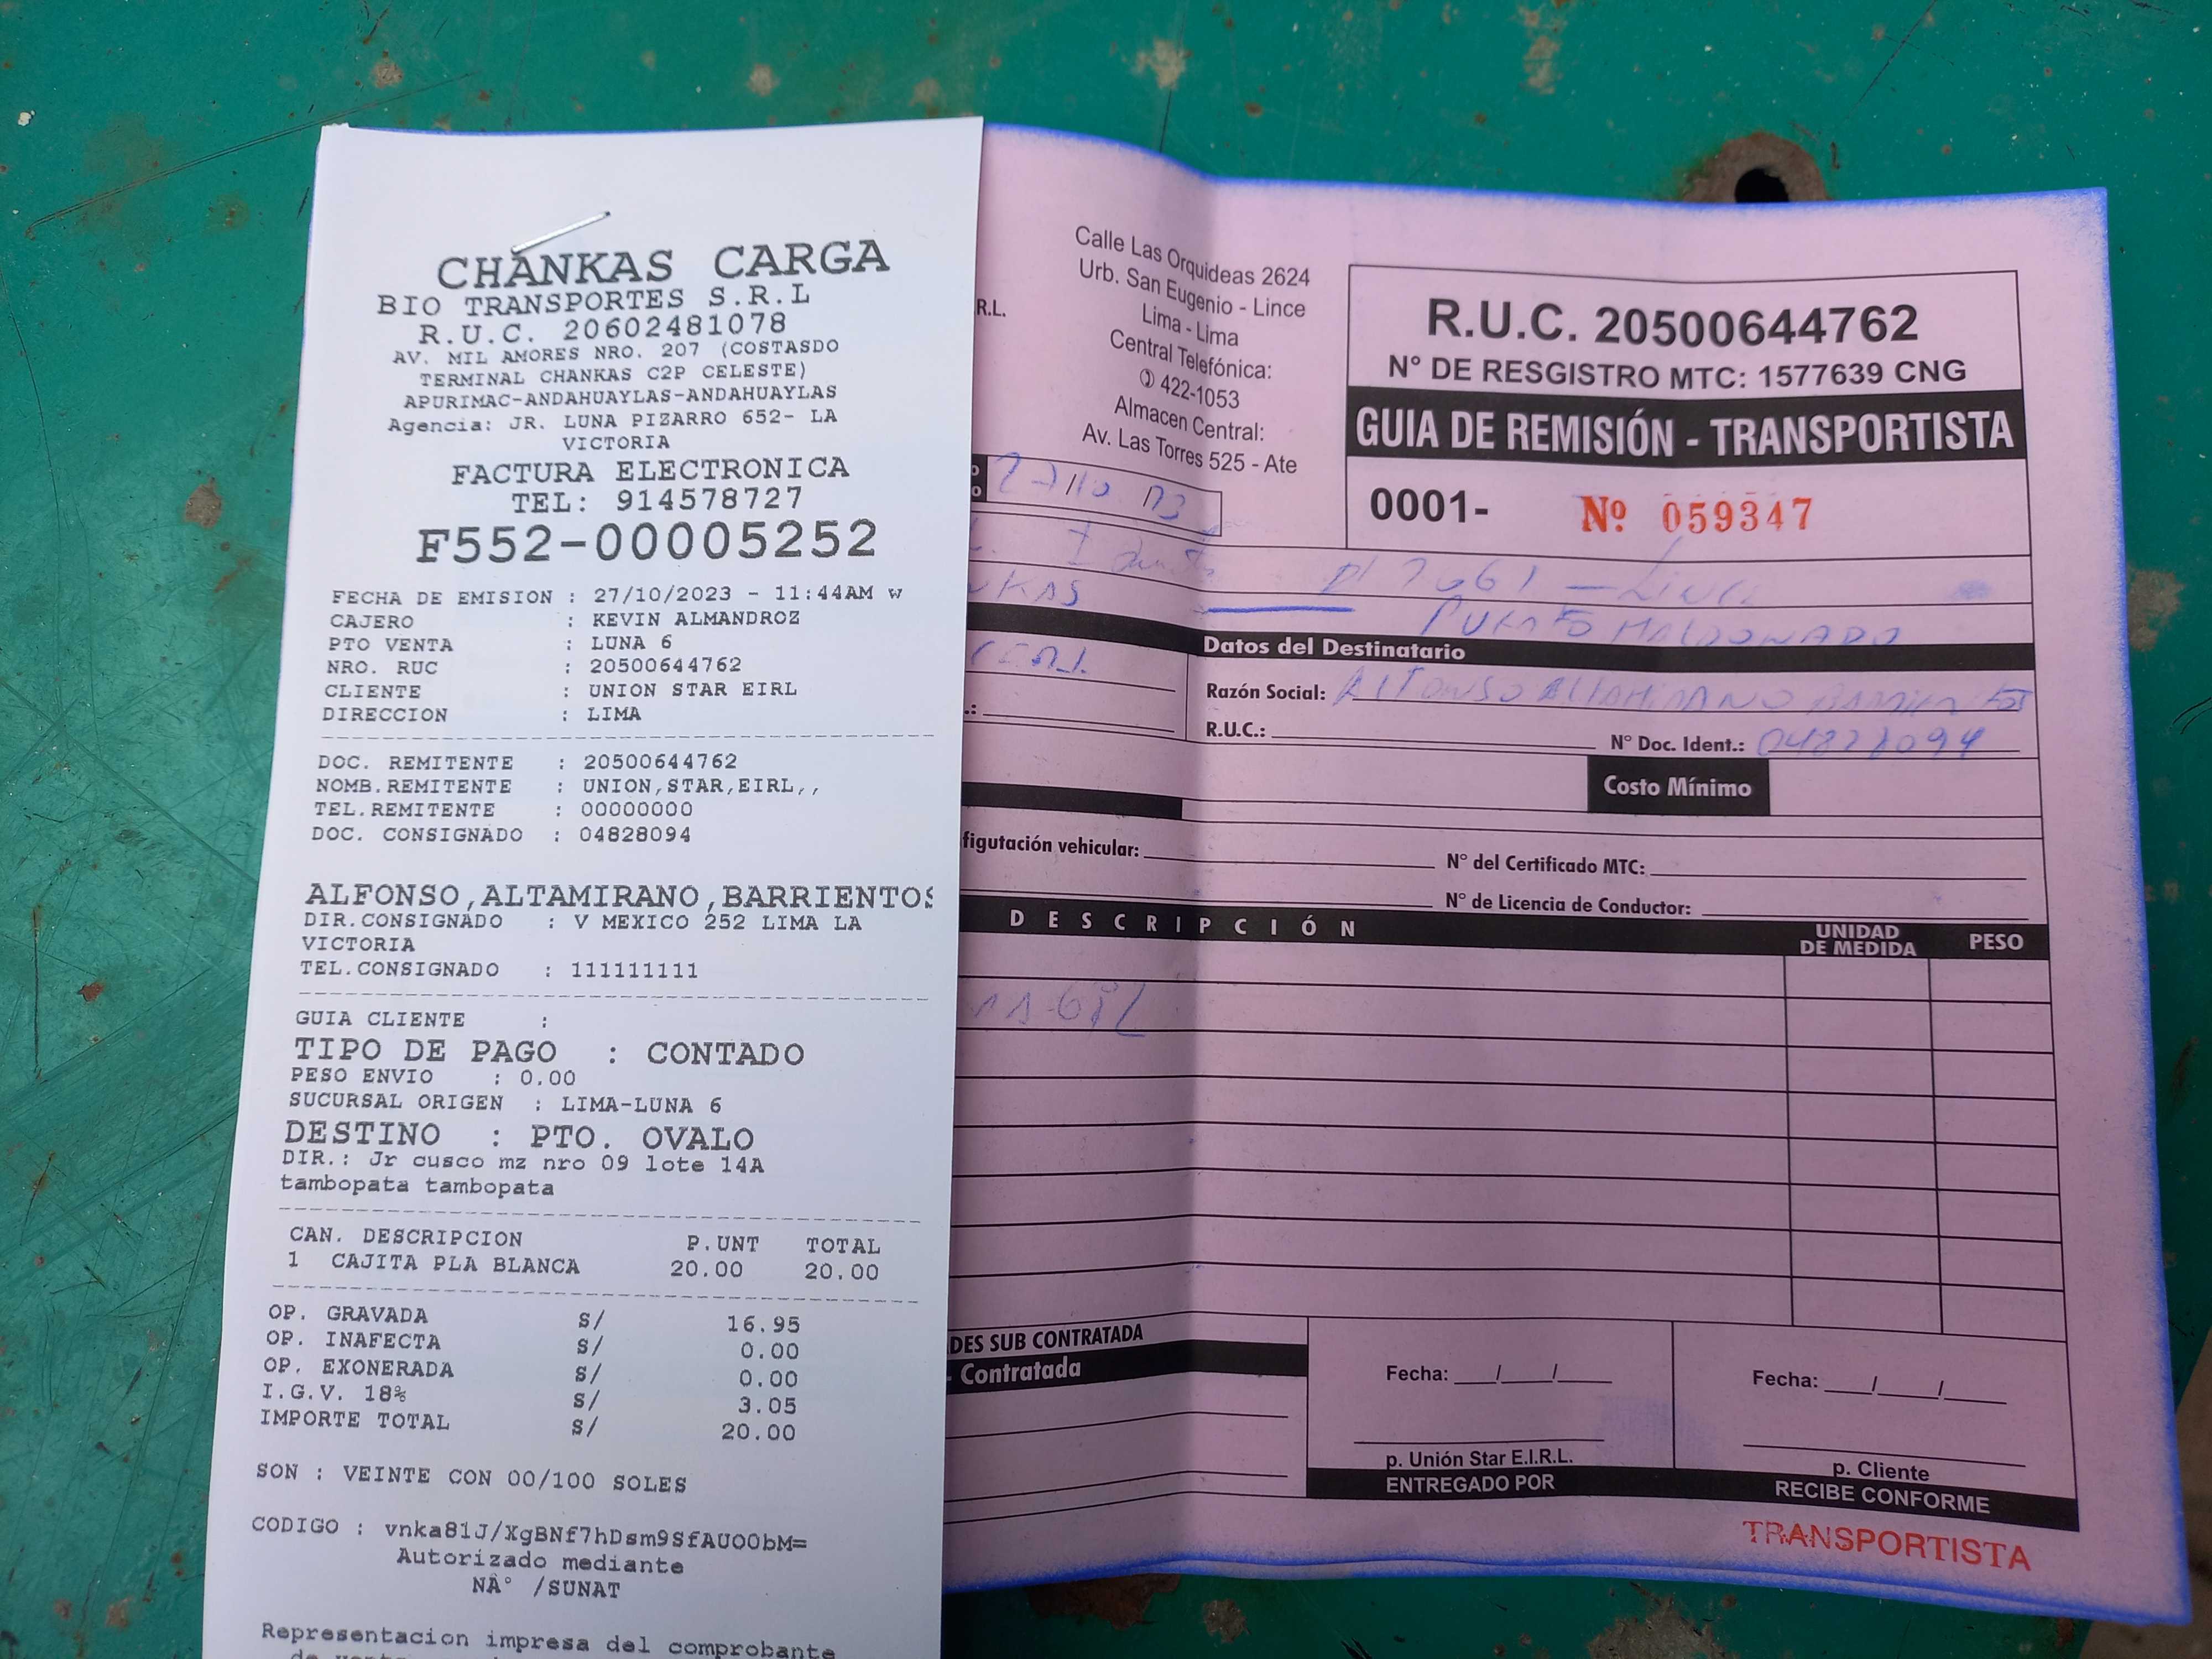 CHANKAS CARGA
BIO TRANSPORTES S.R.L
R.U.C. 20602481078
AV. MIL AMORES NRO. 207 (COSTASDO
TERMINAL CHANKAS C2P CELESTE)
APURIMAC-ANDAHUAYLAS-ANDAHUAYLAS
Agencia: JR. LUNA PIZARRO 652- LA
VICTORIA
FACTURA ELECTRONICA
TEL: 914578727
F552-00005252
FECHA DE EMISION : 27/10/2023 - 11:44AM w
CAJERO : KEVIN ALMANDROZ
PTO VENTA : LUNA 6
NRO. RUC : 20500644762
CLIENTE : UNION STAR EIRL
DIRECCION : LIMA
DOC. REMITENTE : 20500644762
NOMB.REMITENTE : UNION,STAR,EIRL,,
TEL.REMITENTE : 00000000
DOC. CONSIGNADO : 04828094
ALFONSO,ALTAMIRANO,BARRIENTOS
DIR.CONSIGNADO : V MEXICO 252 LIMA LA
VICTORIA
TEL.CONSIGNADO : 111111111
GUIA CLIENTE :
TIPO DE PAGO : CONTADO
PESO ENVIO : 0.00
SUCURSAL ORIGEN : LIMA-LUNA 6
DESTINO : PTO. OVALO
DIR.: Jr cusco mz nro 09 lote 14A
tambopata tambopata
CAN. DESCRIPCION P.UNT TOTAL
1 CAJITA PLA BLANCA 20.00 20.00
OP. GRAVADA S/ 16.95
OP. INAFECTA S/ 0.00
OP. EXONERADA S/ 0.00
I.G.V. 18% S/ 3.05
IMPORTE TOTAL S/ 20.00
SON : VEINTE CON 00/100 SOLES
CODIGO : vnka81J/XgBNf7hDsm9SfAUO0bM=
Autorizado mediante
NÂ° /SUNAT
Representacion impresa del comprobante
R.L.
Calle Las Orquideas 2624
Urb. San Eugenio - Lince
Lima - Lima
Central Telefónica:
422-1053
Almacen Central:
Av. Las Torres 525 - Ate
R.U.C. 20500644762
N° DE RESGISTRO MTC: 1577639 CNG
GUIA DE REMISIÓN - TRANSPORTISTA
0001- Nº 059347
PUERTO MALDONADO
Datos del Destinatario
Razón Social: ALFONSO ALTAMIRANO
R.U.C.: N° Doc. Ident.: 04828094
Costo Mínimo
figutación vehicular: N° del Certificado MTC:
N° de Licencia de Conductor:
DESCRIPCIÓN UNIDAD DE MEDIDA PESO
DES SUB CONTRATADA
Contratada
Fecha: __/__/__ Fecha: __/__/__
p. Unión Star E.I.R.L. p. Cliente
ENTREGADO POR RECIBE CONFORME
TRANSPORTISTA